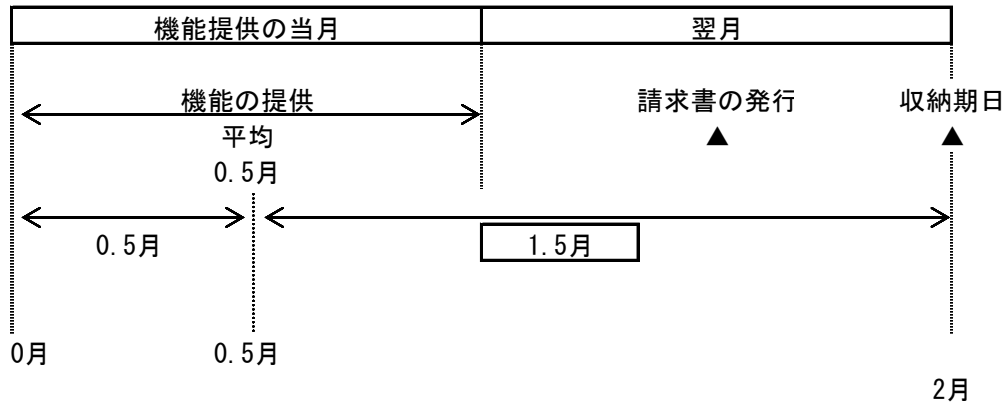 機能提供の当月 翌月
機能の提供 請求書の発行 収納期日
平均 ▲ ▲
0.5月
0.5月 1.5月
0月 0.5月
2月